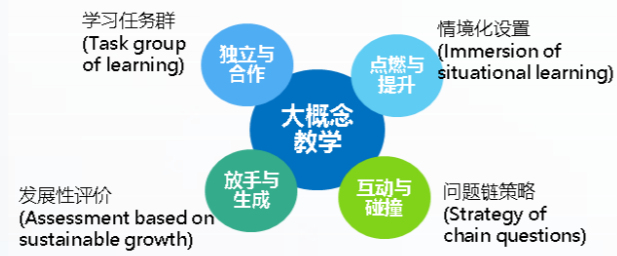 学习任务群
(Task group
of learning)
独立与
合作
点燃与
提升
情境化设置
(Immersion of
situational learning)
大概念
教学
发展性评价
(Assessment based on
sustainable growth)
放手与
生成
互动与
碰撞
问题链策略
(Strategy of
chain questions)